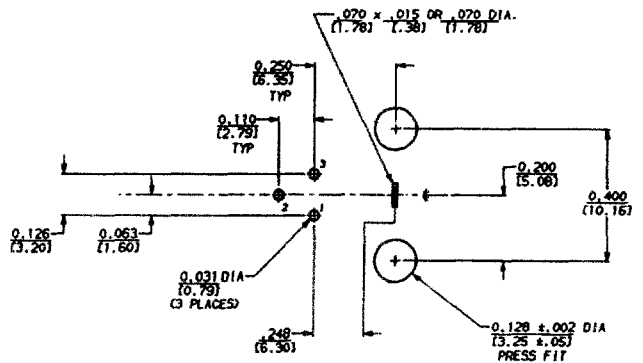 .070 x .015 OR .070 DIA.
[1.78] [.38] [1.78]
0.250
[6.35]
TYP
0.110
[2.79]
TYP
3
2
1
0.200
[5.08]
0.400
[10.16]
0.126
[3.20]
0.063
[1.60]
0.031 DIA
[0.79]
(3 PLACES)
.248
[6.30]
0.128 ±.002 DIA
[3.25 ±.05]
PRESS FIT